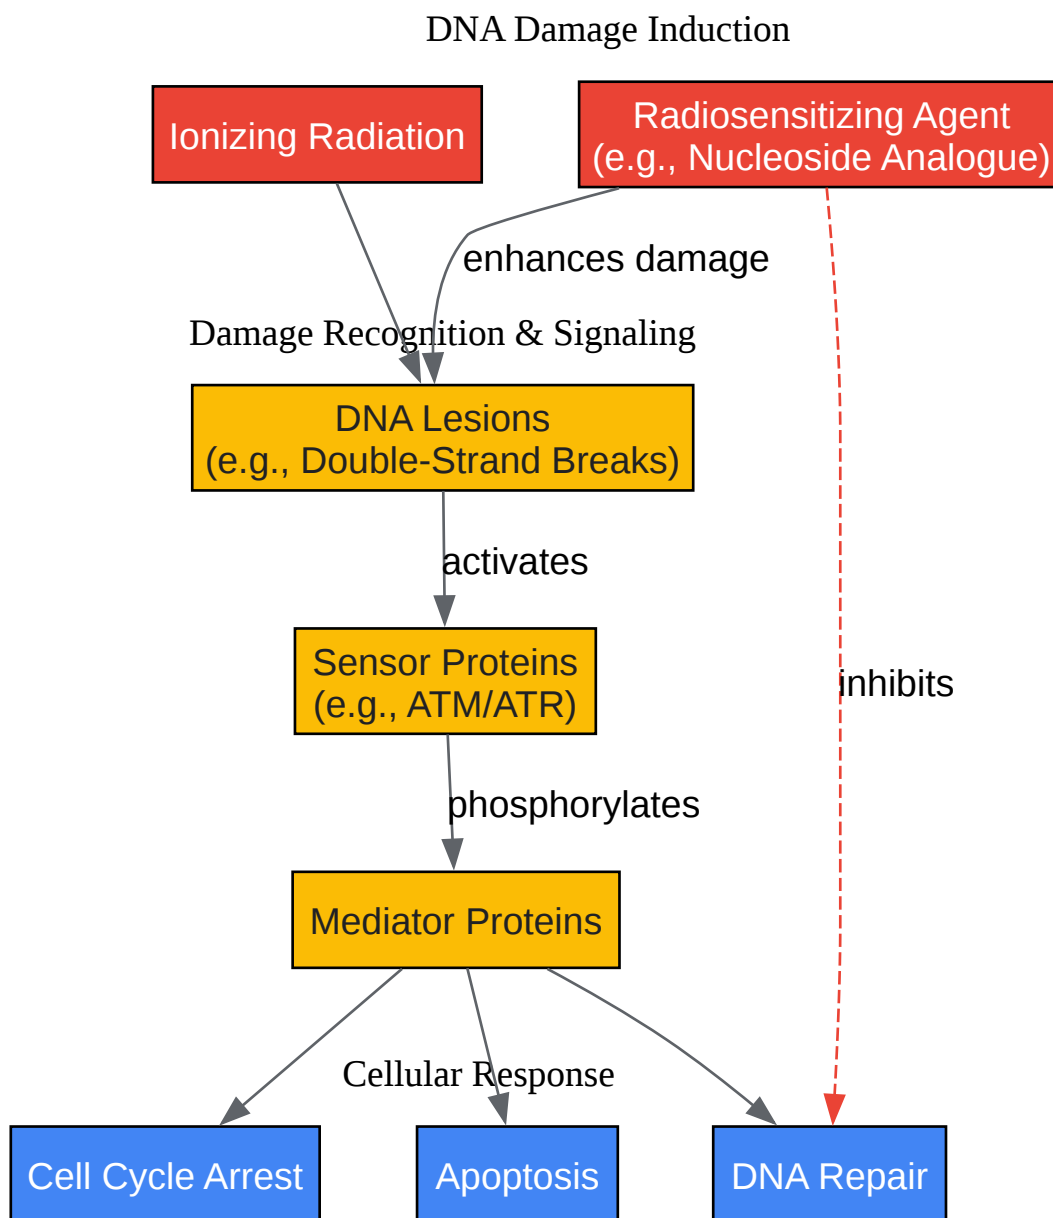 DNA Damage Induction
Ionizing Radiation
Radiosensitizing Agent
(e.g., Nucleoside Analogue)
enhances damage
Damage Recognition & Signaling
DNA Lesions
(e.g., Double-Strand Breaks)
activates
Sensor Proteins
(e.g., ATM/ATR)
inhibits
phosphorylates
Mediator Proteins
Cellular Response
Cell Cycle Arrest
Apoptosis
DNA Repair